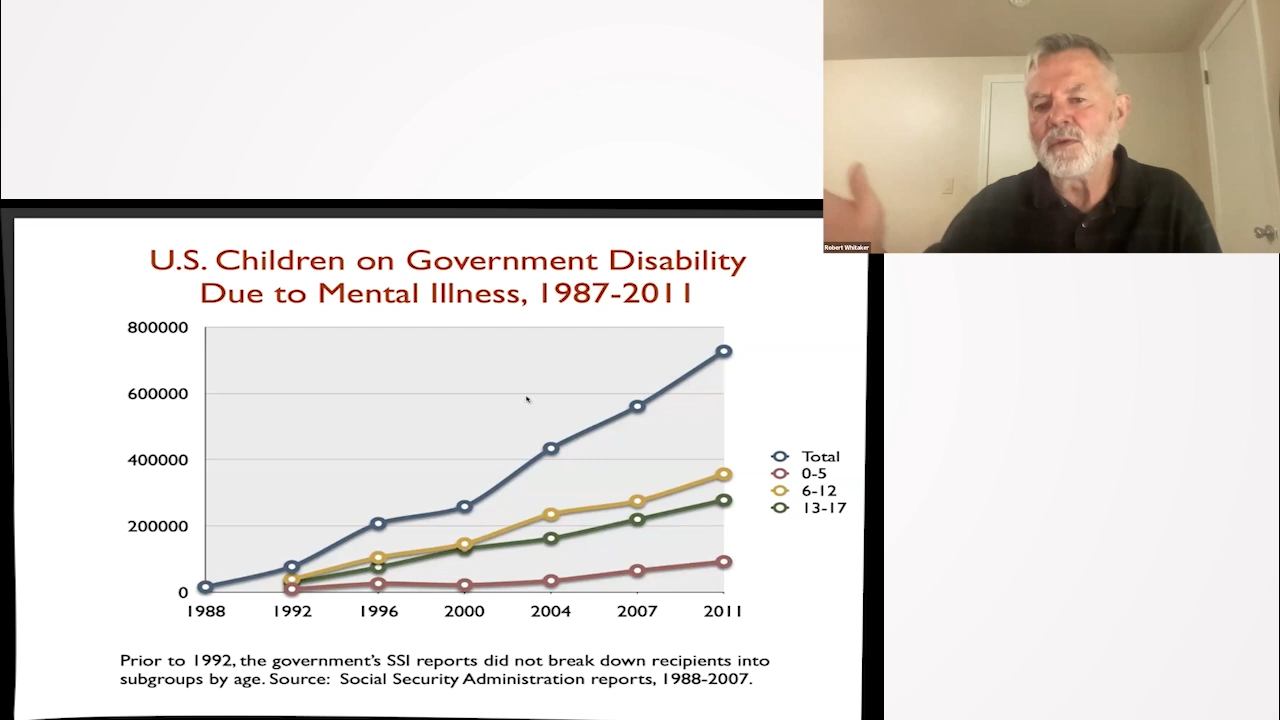 Robert Whitaker
U.S. Children on Government Disability
Due to Mental Illness, 1987-2011
800000
600000
400000
200000
0
1988 1992 1996 2000 2004 2007 2011
Total
0-5
6-12
13-17
Prior to 1992, the government's SSI reports did not break down recipients into
subgroups by age. Source: Social Security Administration reports, 1988-2007.